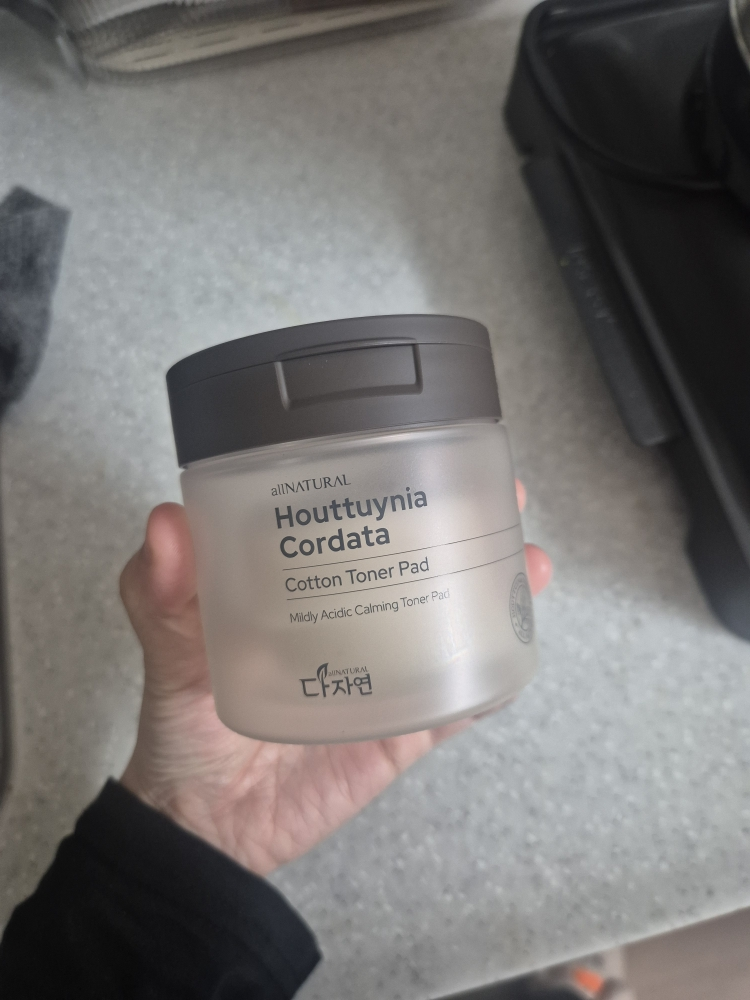 allNATURAL
Houttuynia
Cordata
Cotton Toner Pad
Mildly Acidic Calming Toner Pad
allNATURAL
다자연